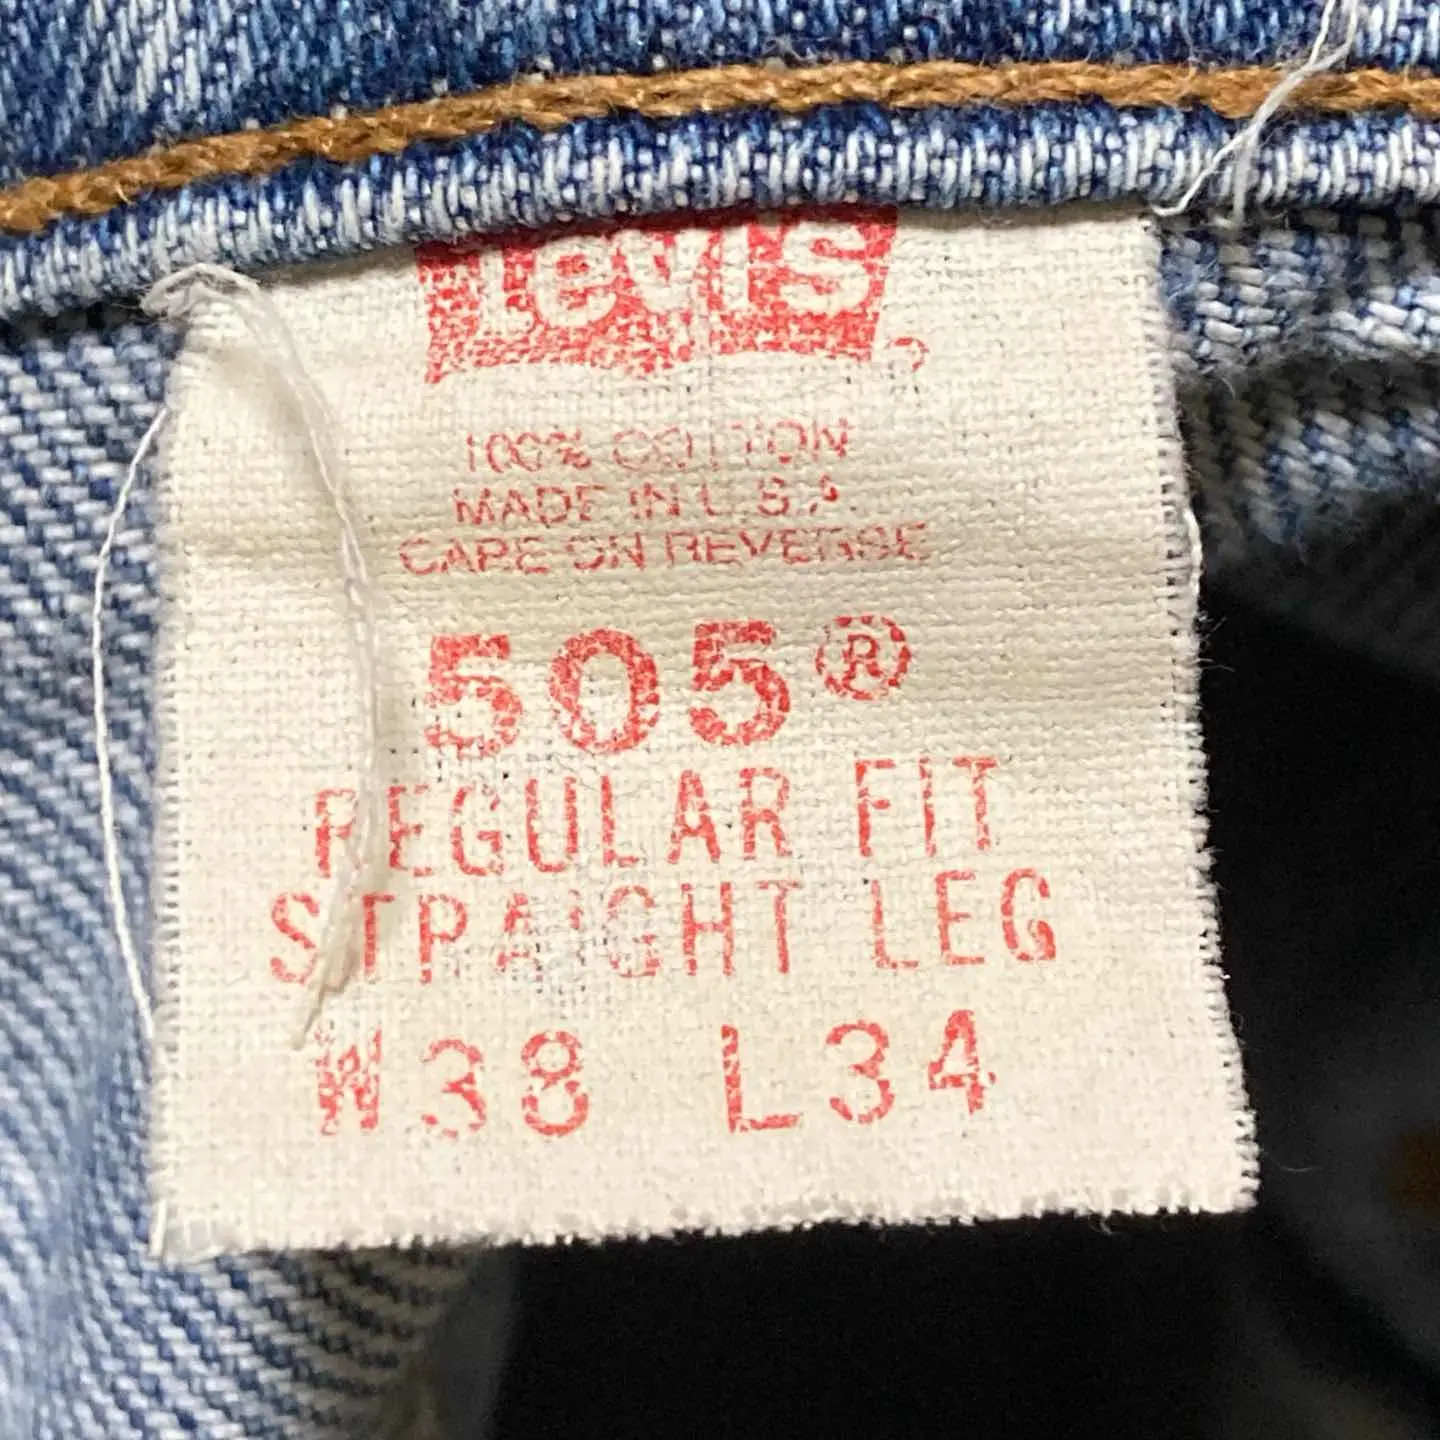 Levi's
100% COTTON
MADE IN U.S.A.
CARE ON REVERSE
505®
REGULAR FIT
STRAIGHT LEG
W38 L34